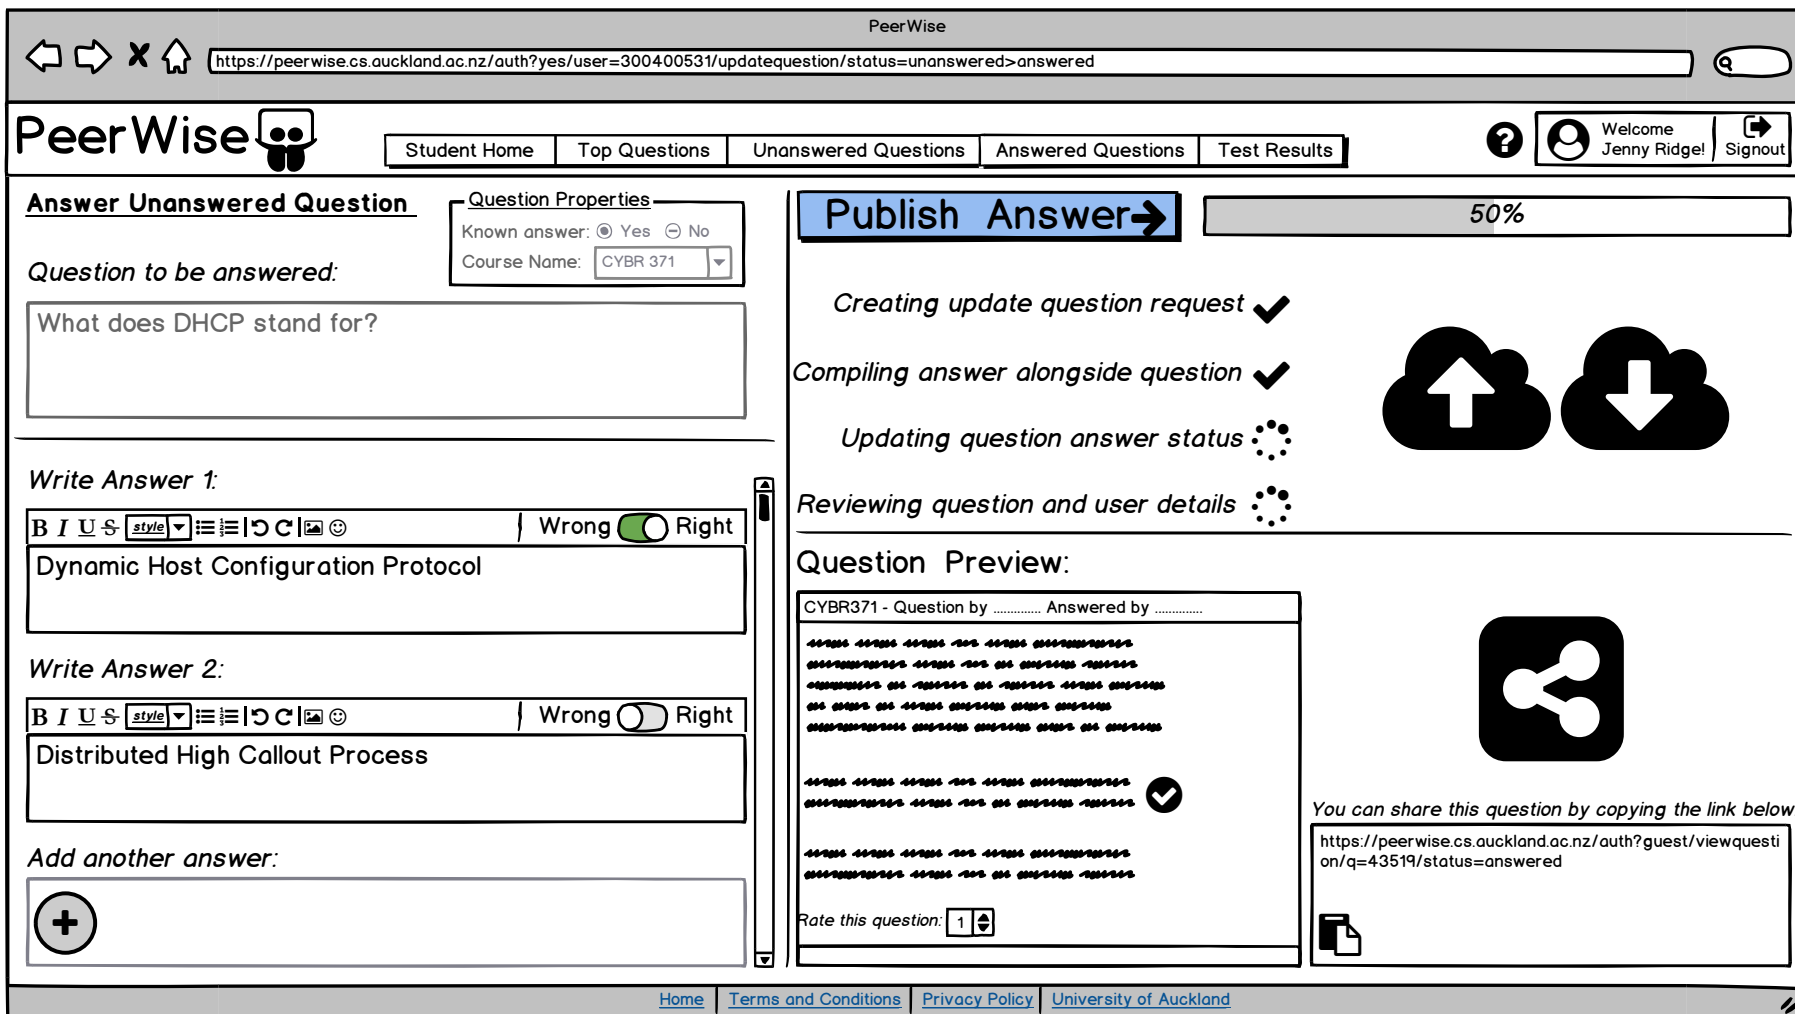 PeerWise
https://peerwise.cs.auckland.ac.nz/auth?yes/user=300400531/updatequestion/status=unanswered>answered
PeerWise
Student Home
Top Questions
Unanswered Questions
Answered Questions
Test Results
?
Welcome
Jenny Ridge!
Signout
Answer Unanswered Question
Question Properties
Known answer: Yes No
Course Name: CYBR 371
Question to be answered:
What does DHCP stand for?
Write Answer 1:
B I U S style Wrong Right
Dynamic Host Configuration Protocol
Write Answer 2:
B I U S style Wrong Right
Distributed High Callout Process
Add another answer:
Publish Answer
50%
Creating update question request
Compiling answer alongside question
Updating question answer status
Reviewing question and user details
Question Preview:
CYBR371 - Question by .............. Answered by ..............
Rate this question: 1
You can share this question by copying the link below
https://peerwise.cs.auckland.ac.nz/auth?guest/viewquesti
on/q=43519/status=answered
Home
Terms and Conditions
Privacy Policy
University of Auckland